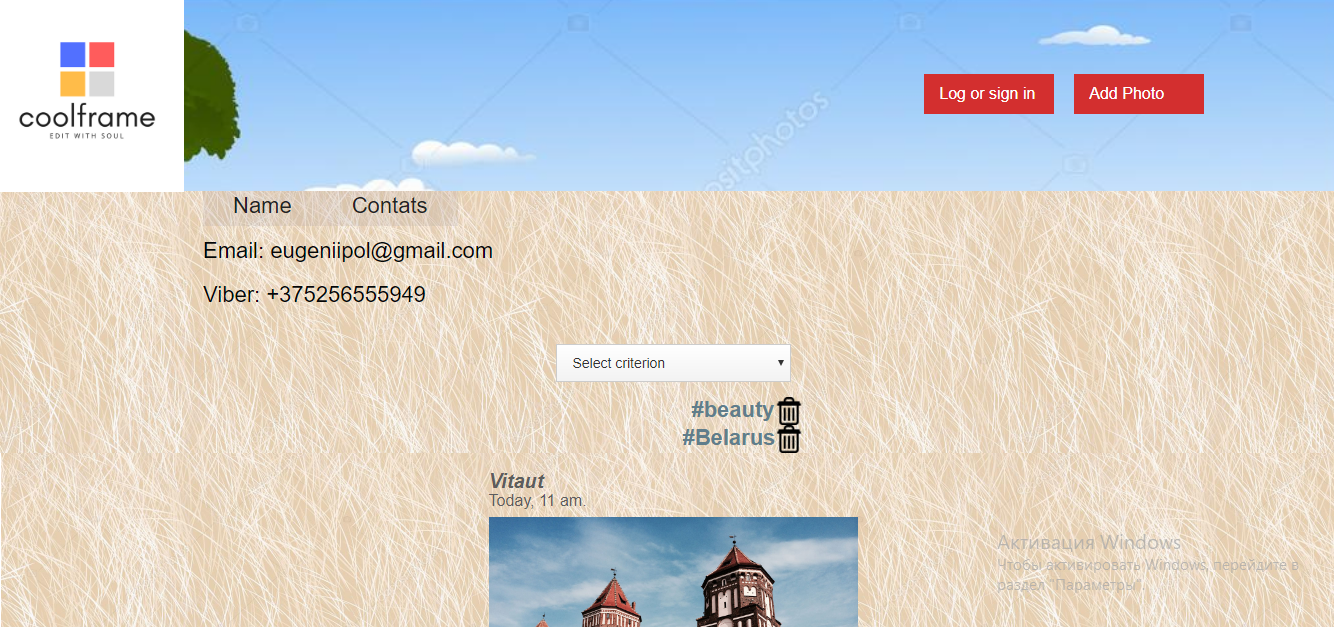 coolframe
EDIT WITH SOUL
Log or sign in
Add Photo
depositphotos
Name
Contats
Email: eugeniipol@gmail.com
Viber: +375256555949
Select criterion
#beauty
#Belarus
Vitaut
Today, 11 am.
Активация Windows
Чтобы активировать Windows, перейдите в
раздел "Параметры".